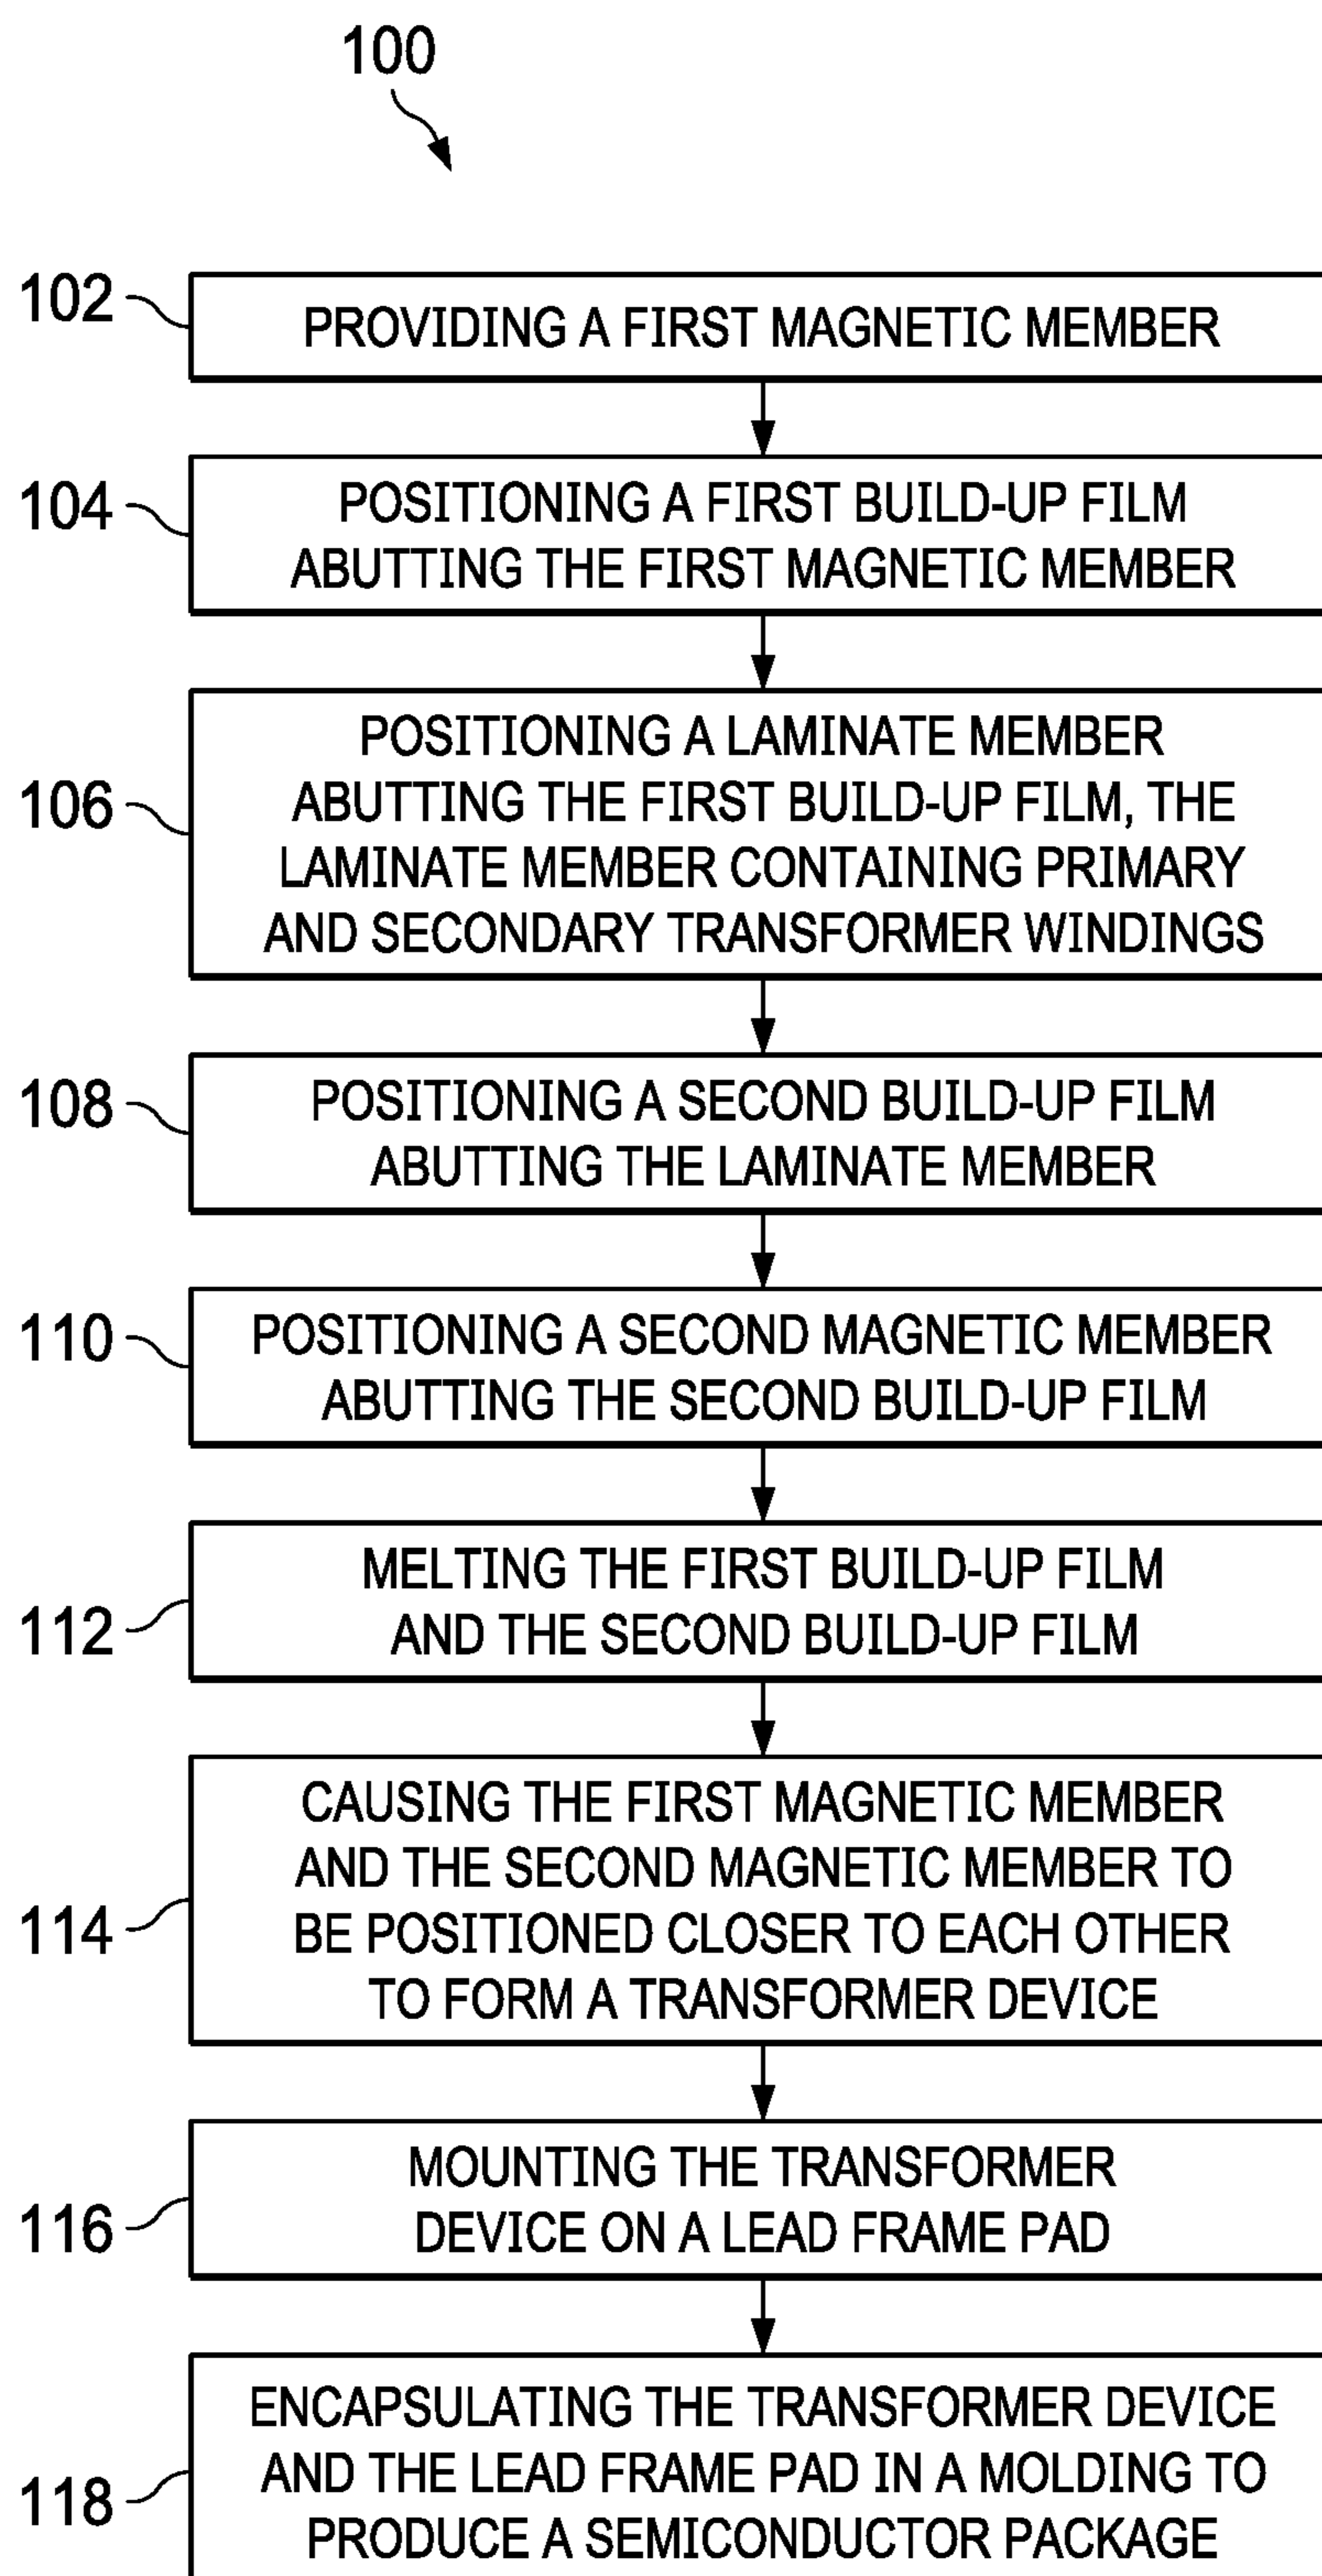 100
102
PROVIDING A FIRST MAGNETIC MEMBER
104
POSITIONING A FIRST BUILD-UP FILM
ABUTTING THE FIRST MAGNETIC MEMBER
106
POSITIONING A LAMINATE MEMBER
ABUTTING THE FIRST BUILD-UP FILM, THE
LAMINATE MEMBER CONTAINING PRIMARY
AND SECONDARY TRANSFORMER WINDINGS
108
POSITIONING A SECOND BUILD-UP FILM
ABUTTING THE LAMINATE MEMBER
110
POSITIONING A SECOND MAGNETIC MEMBER
ABUTTING THE SECOND BUILD-UP FILM
112
MELTING THE FIRST BUILD-UP FILM
AND THE SECOND BUILD-UP FILM
114
CAUSING THE FIRST MAGNETIC MEMBER
AND THE SECOND MAGNETIC MEMBER TO
BE POSITIONED CLOSER TO EACH OTHER
TO FORM A TRANSFORMER DEVICE
116
MOUNTING THE TRANSFORMER
DEVICE ON A LEAD FRAME PAD
118
ENCAPSULATING THE TRANSFORMER DEVICE
AND THE LEAD FRAME PAD IN A MOLDING TO
PRODUCE A SEMICONDUCTOR PACKAGE